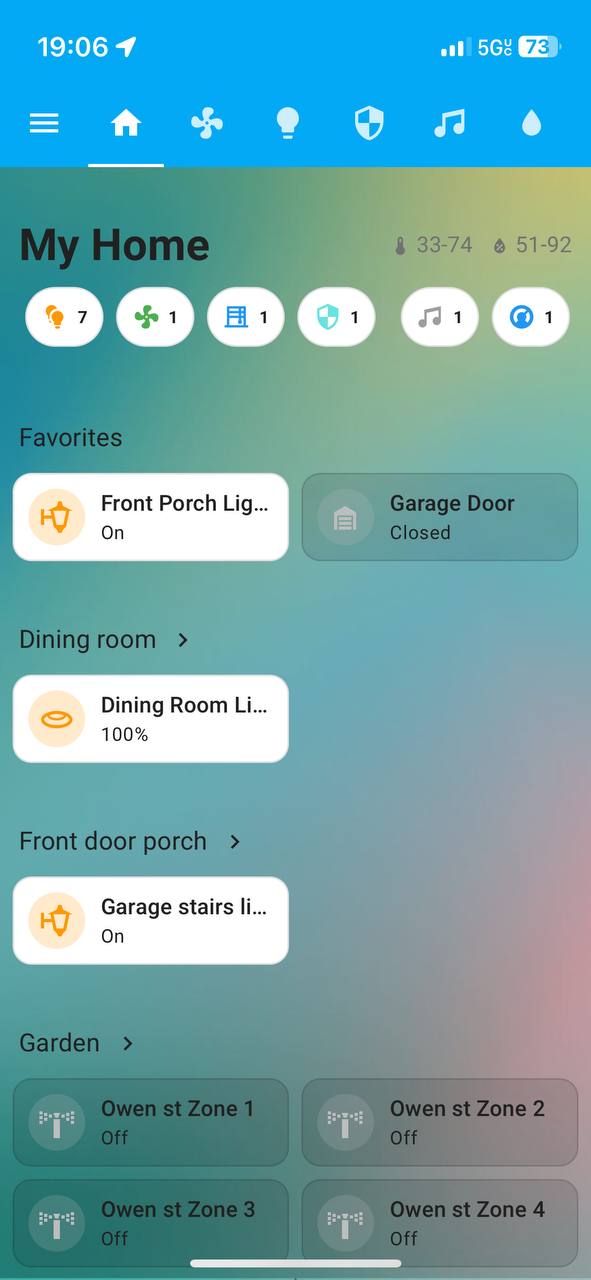 19:06
5GUC 73
My Home
33-74 51-92
7 1 1 1 1 1
Favorites
Front Porch Lig... Garage Door
On Closed
Dining room
Dining Room Li...
100%
Front door porch
Garage stairs li...
On
Garden
Owen st Zone 1 Owen st Zone 2
Off Off
Owen st Zone 3 Owen st Zone 4
Off Off